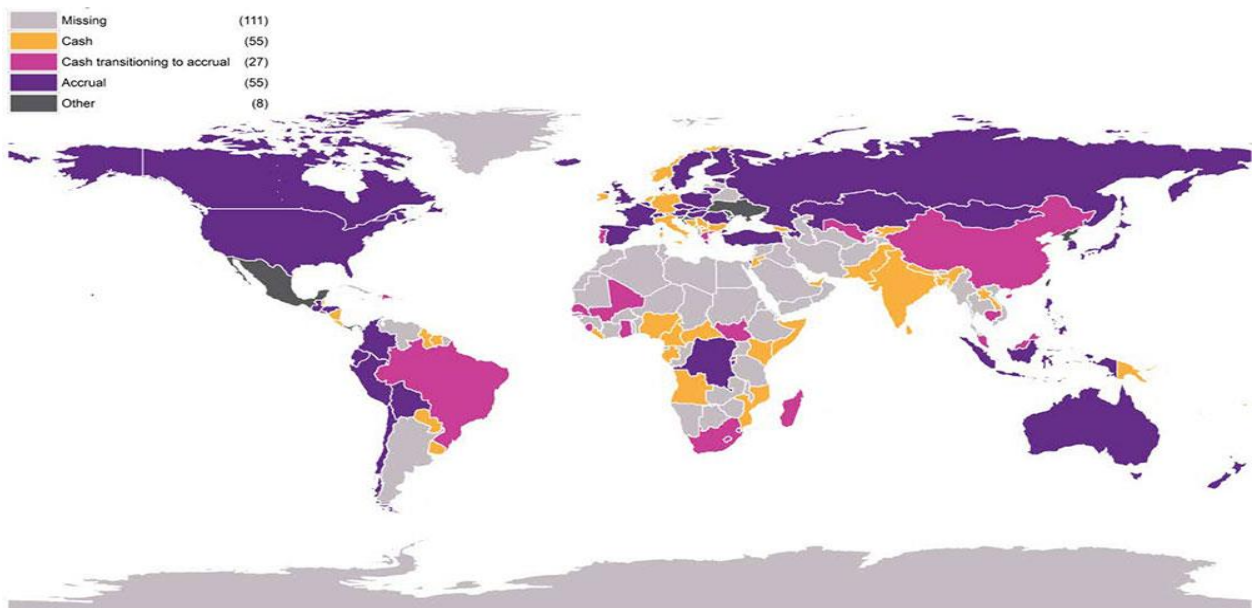 Missing (111)
Cash (55)
Cash transitioning to accrual (27)
Accrual (55)
Other (8)